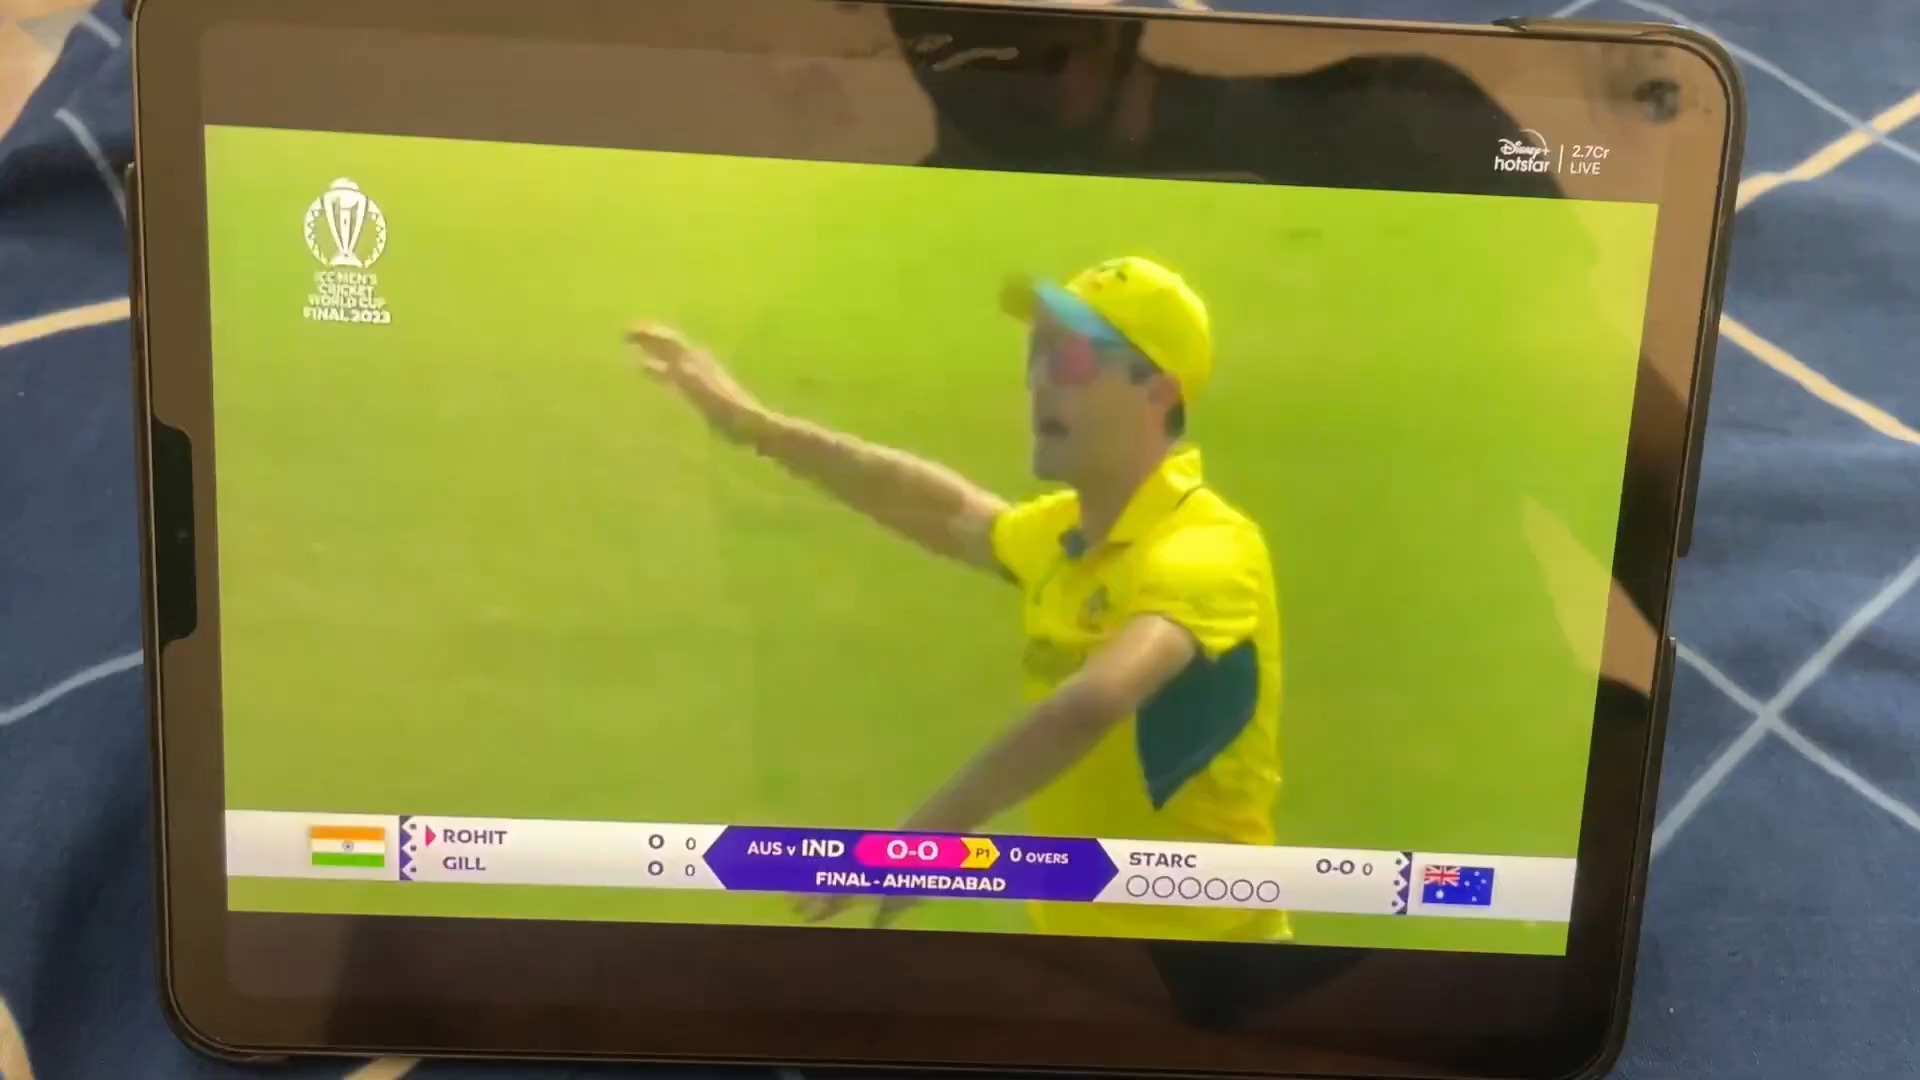 Disney+
hotstar
2.7Cr
LIVE
ICC MEN'S
CRICKET
WORLD CUP
FINAL 2023
ROHIT 0 0
GILL 0 0
AUS v IND 0-0 P1 0 OVERS
FINAL - AHMEDABAD
STARC 0-0 0